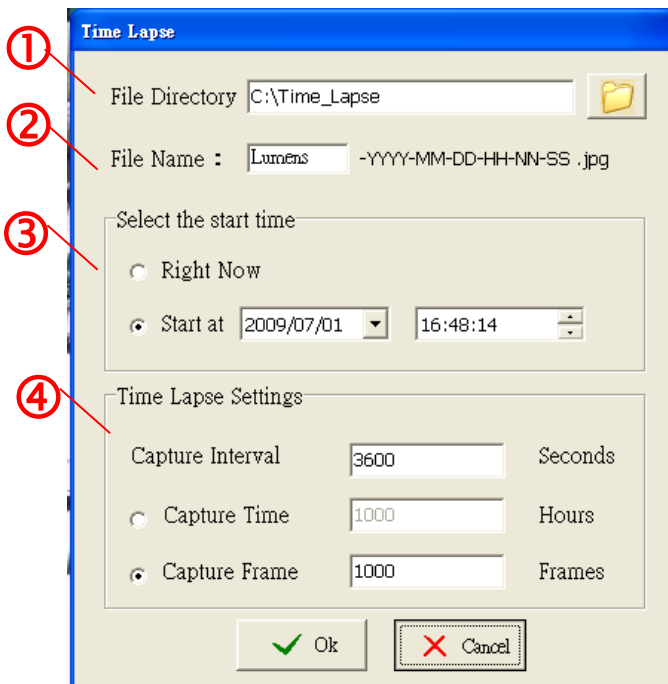 Time Lapse
①
File Directory C:\Time_Lapse
②
File Name : Lumens -YYYY-MM-DD-HH-NN-SS .jpg
③
Select the start time
Right Now
Start at 2009/07/01 16:48:14
④
Time Lapse Settings
Capture Interval 3600 Seconds
Capture Time 1000 Hours
Capture Frame 1000 Frames
Ok Cancel